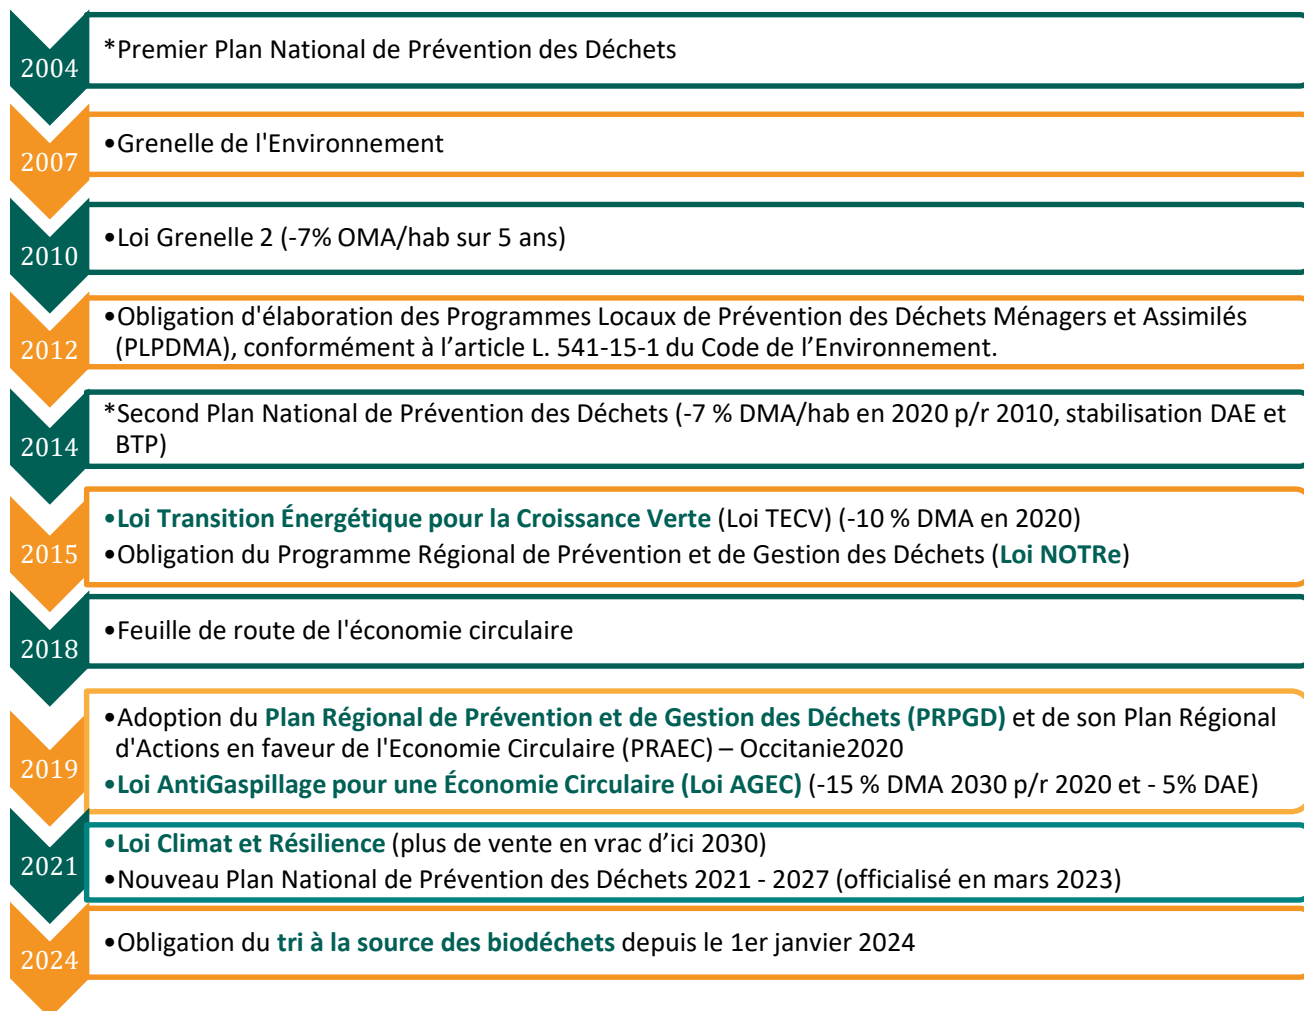 2004
*Premier Plan National de Prévention des Déchets
2007
•Grenelle de l'Environnement
2010
•Loi Grenelle 2 (-7% OMA/hab sur 5 ans)
2012
•Obligation d'élaboration des Programmes Locaux de Prévention des Déchets Ménagers et Assimilés
(PLPDMA), conformément à l’article L. 541-15-1 du Code de l’Environnement.
2014
*Second Plan National de Prévention des Déchets (-7 % DMA/hab en 2020 p/r 2010, stabilisation DAE et
BTP)
2015
•Loi Transition Énergétique pour la Croissance Verte (Loi TECV) (-10 % DMA en 2020)
•Obligation du Programme Régional de Prévention et de Gestion des Déchets (Loi NOTRe)
2018
•Feuille de route de l'économie circulaire
2019
•Adoption du Plan Régional de Prévention et de Gestion des Déchets (PRPGD) et de son Plan Régional
d'Actions en faveur de l'Economie Circulaire (PRAEC) – Occitanie2020
•Loi AntiGaspillage pour une Économie Circulaire (Loi AGEC) (-15 % DMA 2030 p/r 2020 et - 5% DAE)
2021
•Loi Climat et Résilience (plus de vente en vrac d’ici 2030)
•Nouveau Plan National de Prévention des Déchets 2021 - 2027 (officialisé en mars 2023)
2024
•Obligation du tri à la source des biodéchets depuis le 1er janvier 2024